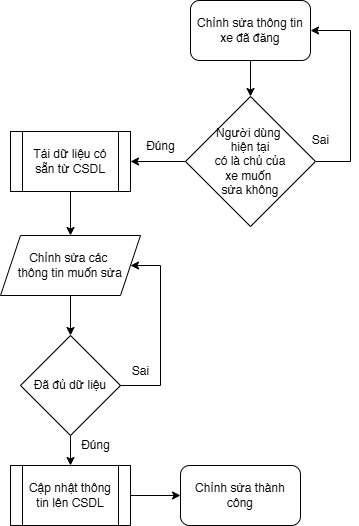 Chỉnh sửa thông tin
xe đã đăng
Người dùng
hiện tại
có là chủ của
xe muốn
sửa không
Sai
Đúng
Tải dữ liệu có
sẵn từ CSDL
Chỉnh sửa các
thông tin muốn sửa
Đã đủ dữ liệu
Sai
Đúng
Cập nhật thông
tin lên CSDL
Chỉnh sửa thành
công